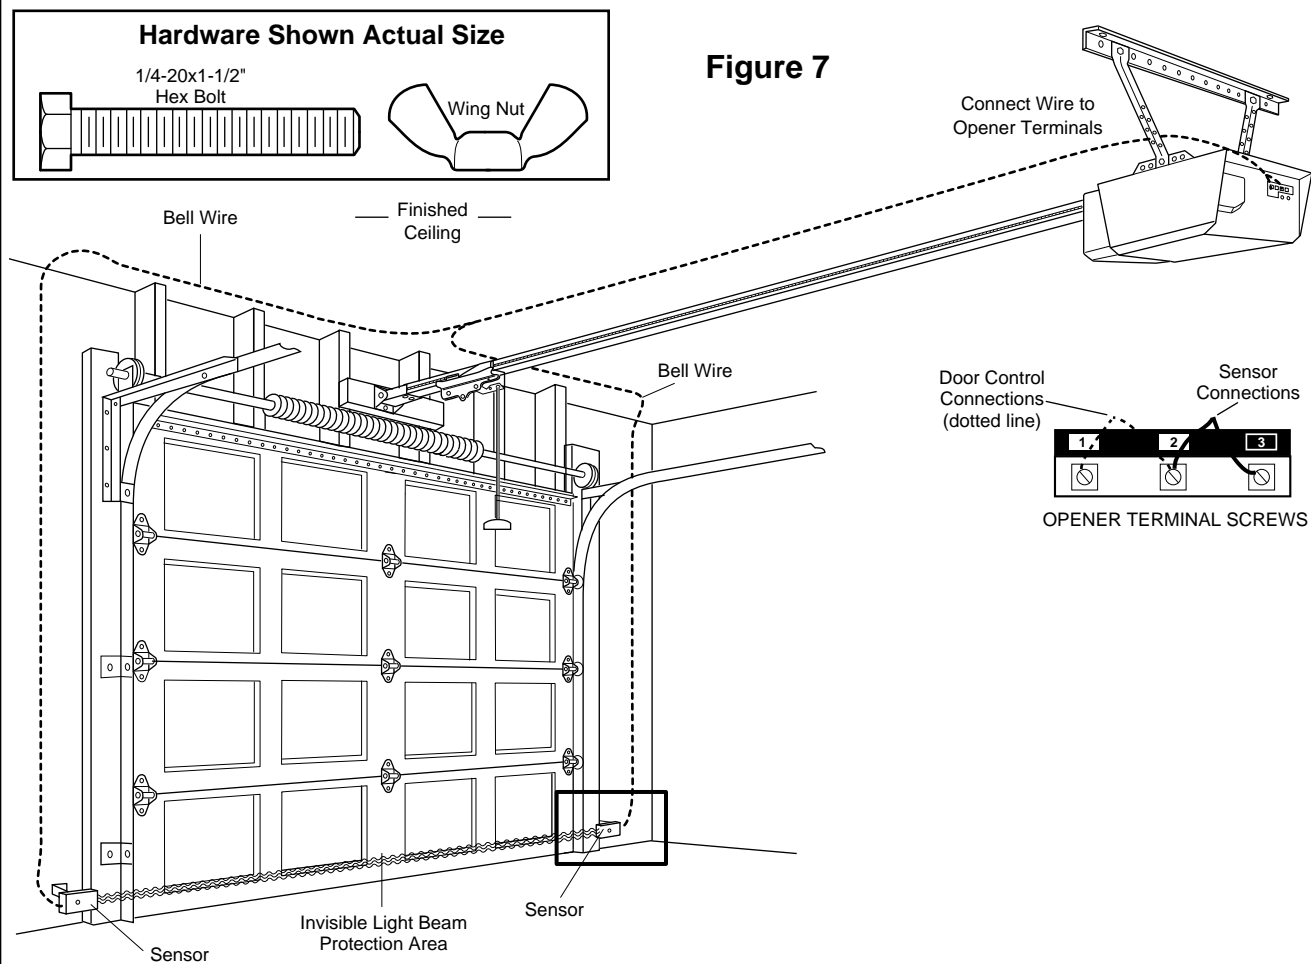 Hardware Shown Actual Size
1/4-20x1-1/2"
Hex Bolt
Wing Nut
Figure 7
Connect Wire to
Opener Terminals
Bell Wire
Finished
Ceiling
Bell Wire
Door Control
Connections
(dotted line)
Sensor
Connections
1 2 3
OPENER TERMINAL SCREWS
Invisible Light Beam
Protection Area
Sensor
Sensor